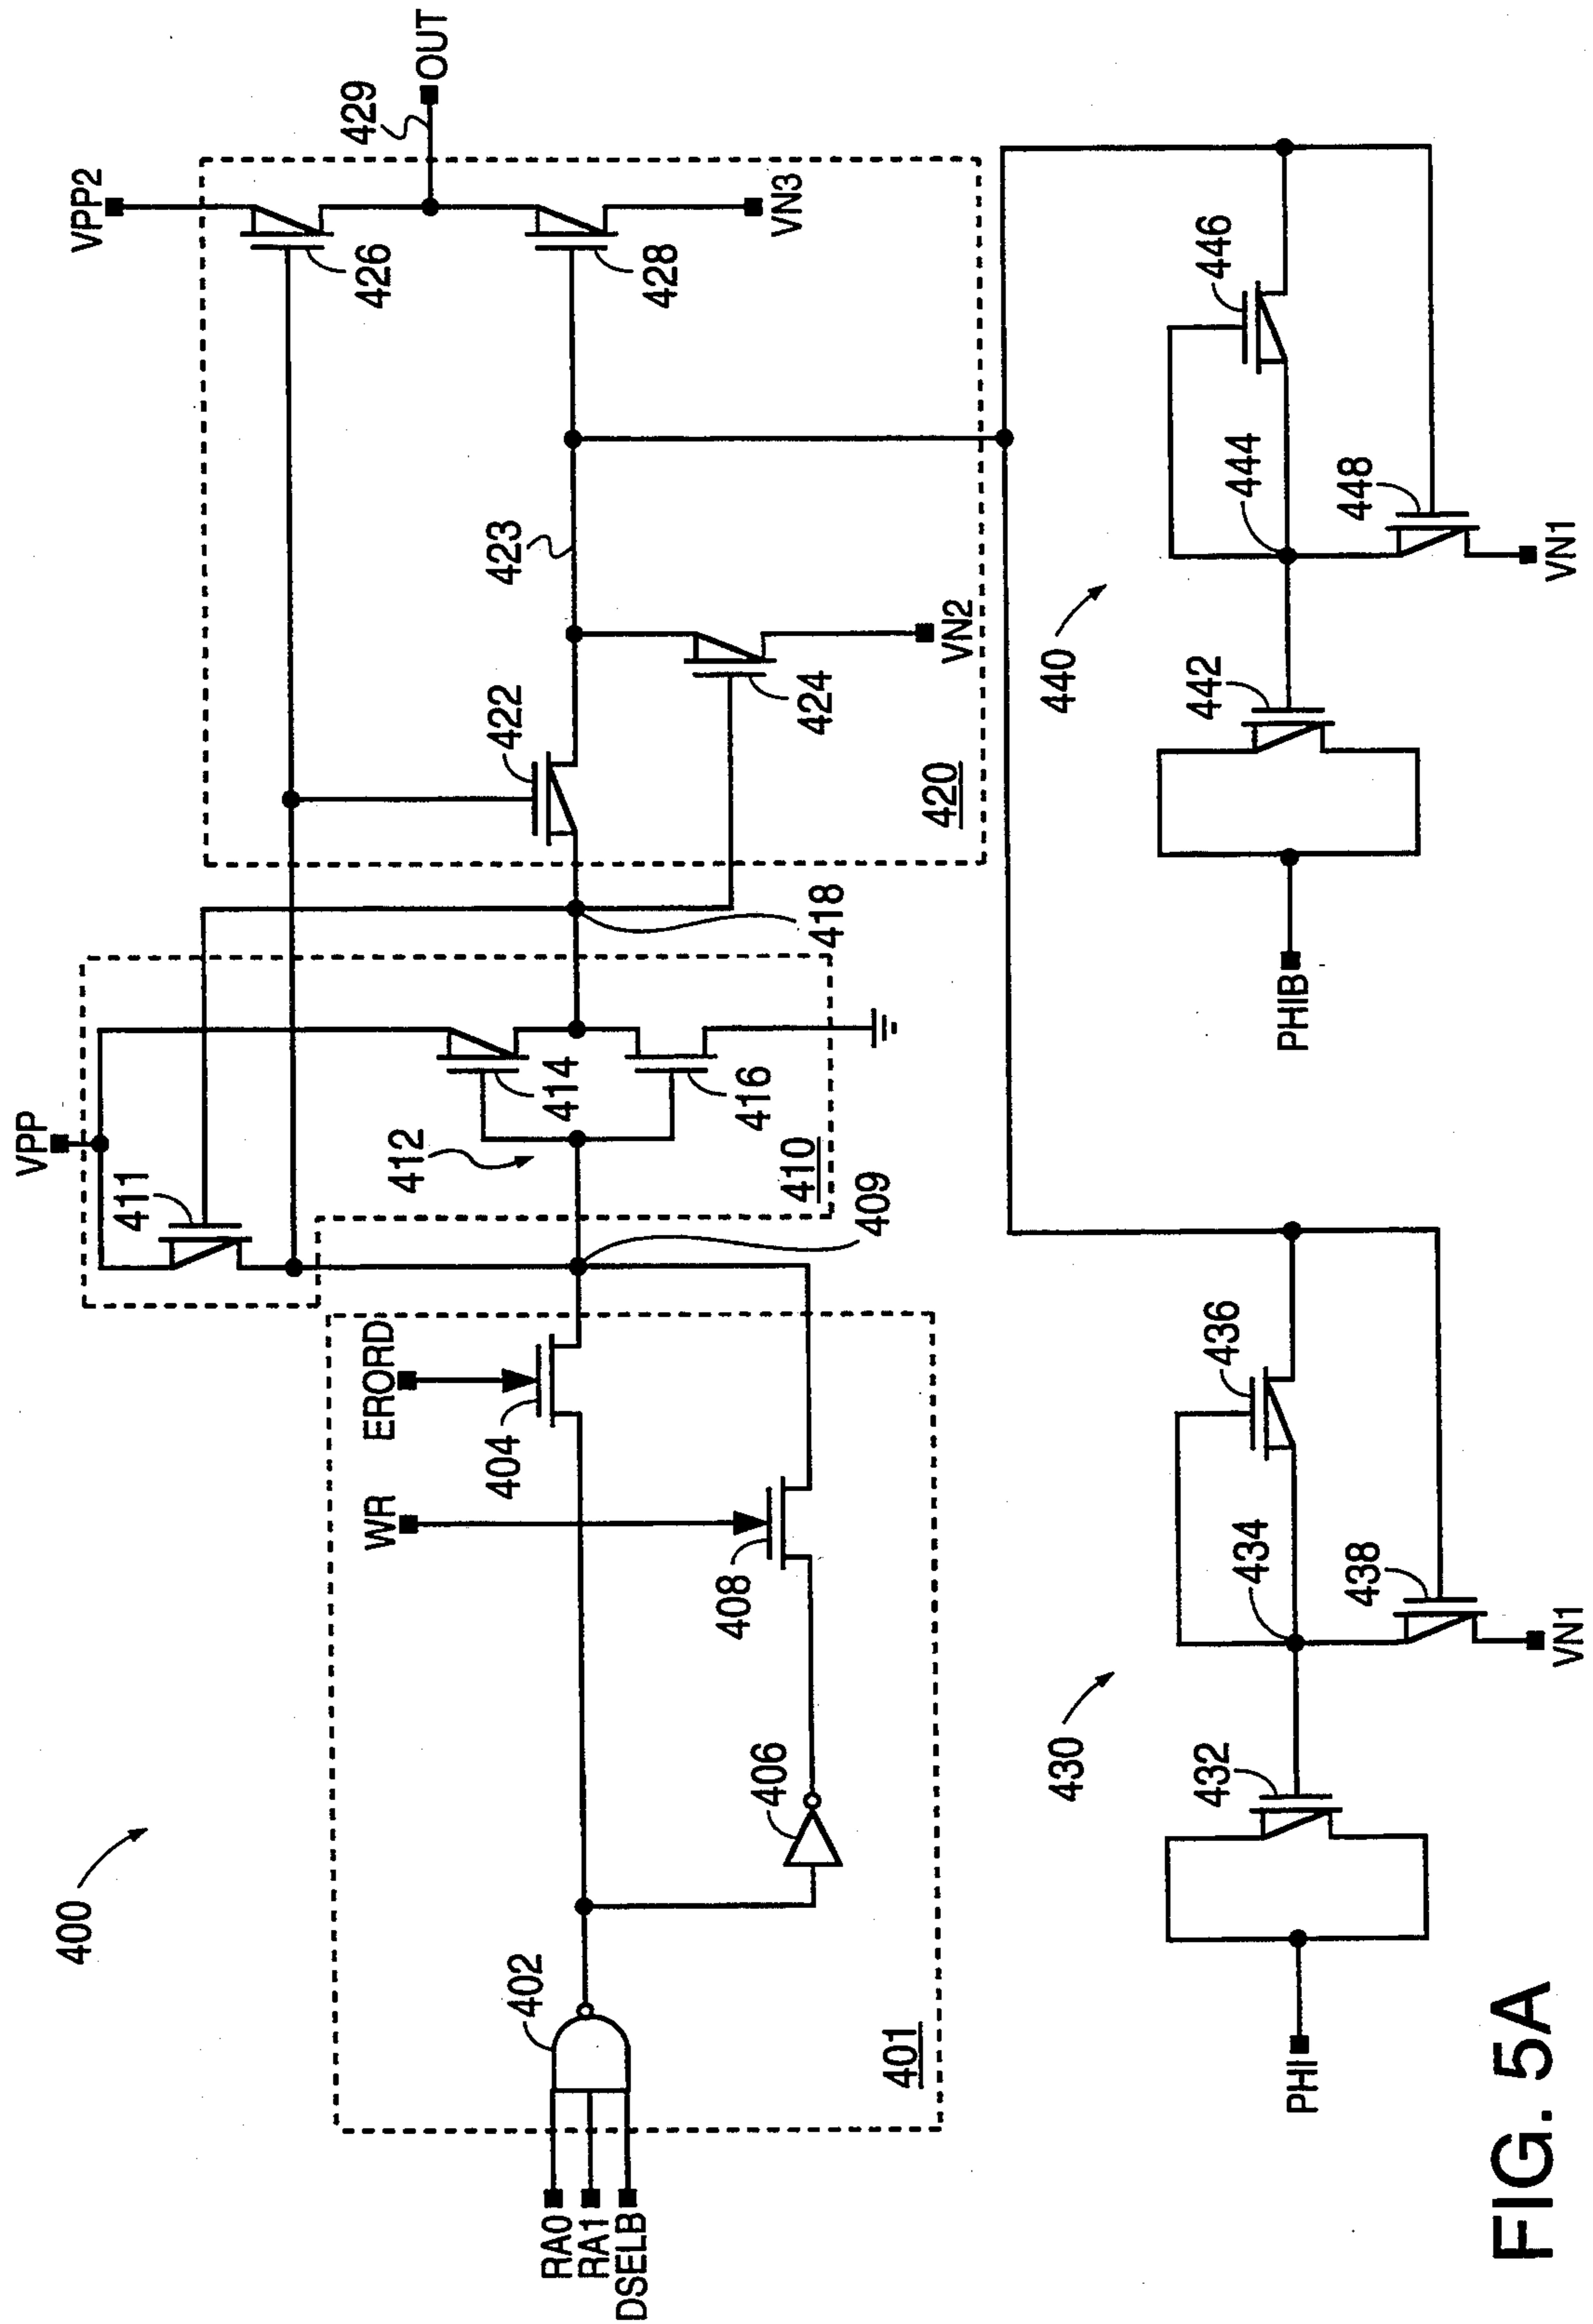 400
VPP
VPP2
411
426
429
OUT
ERORD
WR
404
412
414
416
410
409
418
422
423
424
420
VN2
428
VN3
402
RA0
RA1
DSELB
406
408
401
430
432
434
436
438
PHI
VN1
440
442
444
446
448
PHIB
VN1
FIG. 5A